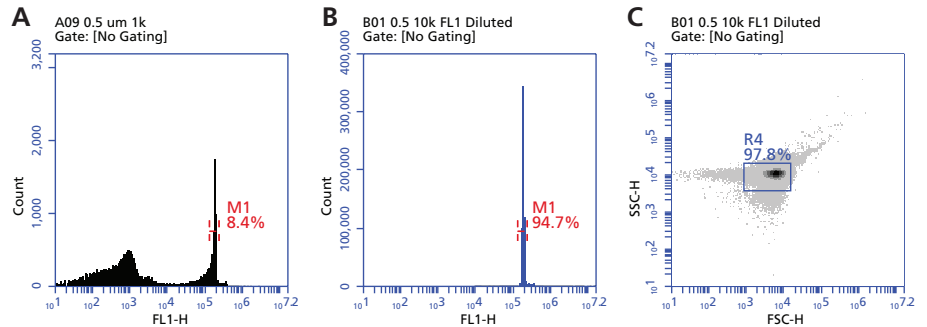 A
A09 0.5 um 1k
Gate: [No Gating]
3,200
2,000
1,000
0
Count
M1
8.4%
10^1 10^2 10^3 10^4 10^5 10^6 10^7.2
FL1-H
B
B01 0.5 10k FL1 Diluted
Gate: [No Gating]
400,000
300,000
200,000
100,000
0
Count
M1
94.7%
10^1 10^2 10^3 10^4 10^5 10^6 10^7.2
FL1-H
C
B01 0.5 10k FL1 Diluted
Gate: [No Gating]
10^7.2
10^6
10^5
10^4
10^3
10^2
10^1
SSC-H
R4
97.8%
10^1 10^2 10^3 10^4 10^5 10^6 10^7.2
FSC-H